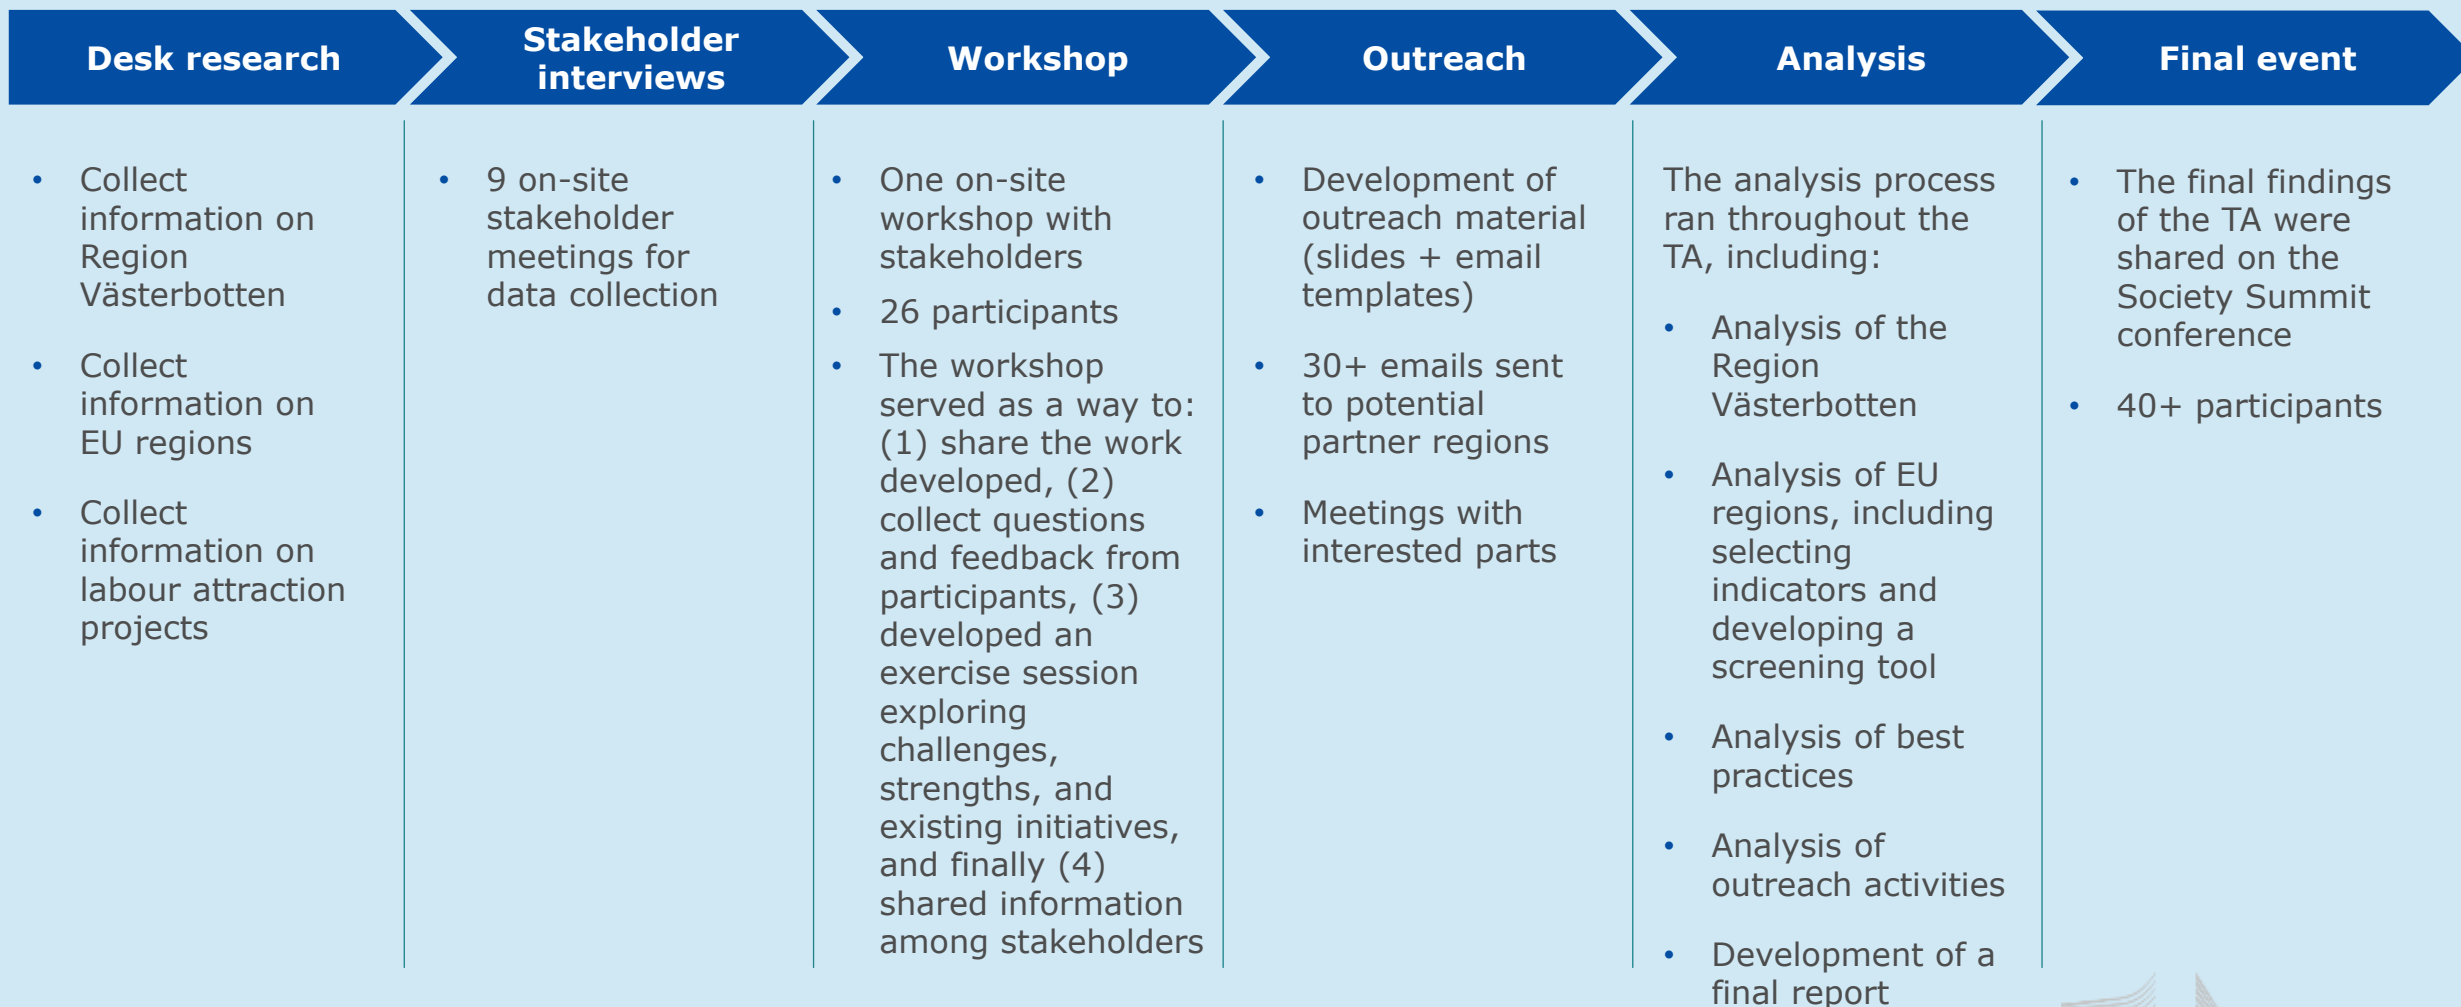 Desk research
Stakeholder
interviews
Workshop
Outreach
Analysis
Final event
• Collect
information on
Region
Västerbotten
• Collect
information on
EU regions
• Collect
information on
labour attraction
projects
• 9 on-site
stakeholder
meetings for
data collection
• One on-site
workshop with
stakeholders
• 26 participants
• The workshop
served as a way to:
(1) share the work
developed, (2)
collect questions
and feedback from
participants, (3)
developed an
exercise session
exploring
challenges,
strengths, and
existing initiatives,
and finally (4)
shared information
among stakeholders
• Development of
outreach material
(slides + email
templates)
• 30+ emails sent
to potential
partner regions
• Meetings with
interested parts
The analysis process
ran throughout the
TA, including:
• Analysis of the
Region
Västerbotten
• Analysis of EU
regions, including
selecting
indicators and
developing a
screening tool
• Analysis of best
practices
• Analysis of
outreach activities
• Development of a
final report
• The final findings
of the TA were
shared on the
Society Summit
conference
• 40+ participants